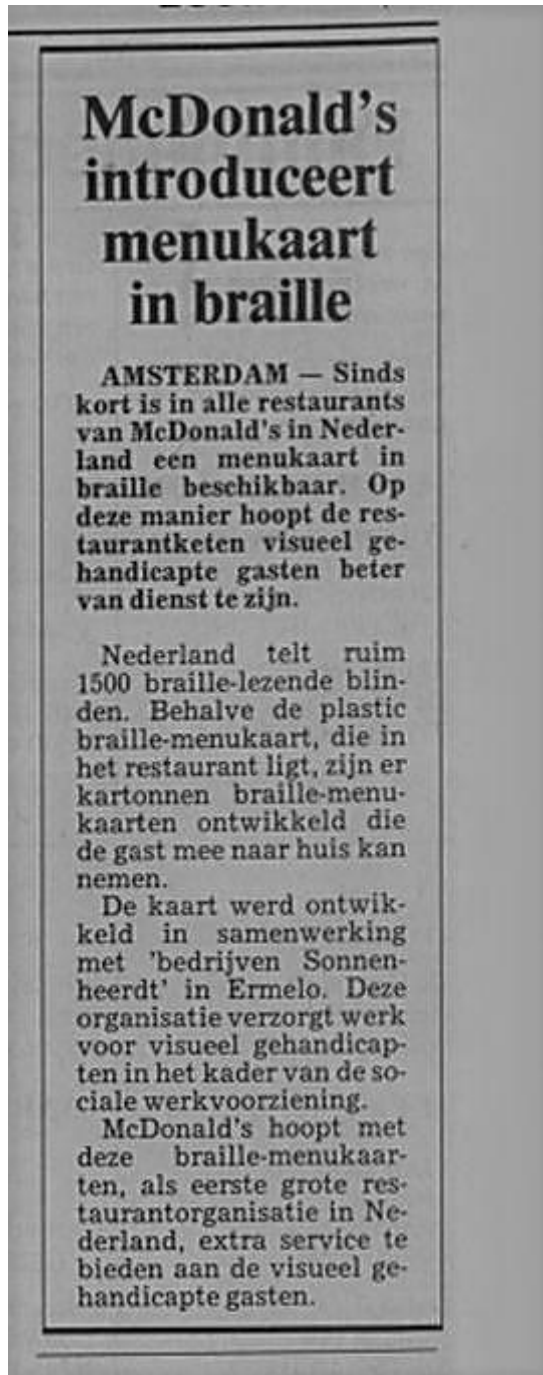 McDonald's
introduceert
menukaart
in braille
AMSTERDAM — Sinds
kort is in alle restaurants
van McDonald's in Neder-
land een menukaart in
braille beschikbaar. Op
deze manier hoopt de res-
taurantketen visueel ge-
handicapte gasten beter
van dienst te zijn.
Nederland telt ruim
1500 braille-lezende blin-
den. Behalve de plastic
braille-menukaart, die in
het restaurant ligt, zijn er
kartonnen braille-menu-
kaarten ontwikkeld die
de gast mee naar huis kan
nemen.
De kaart werd ontwik-
keld in samenwerking
met 'bedrijven Sonnen-
heerdt' in Ermelo. Deze
organisatie verzorgt werk
voor visueel gehandicap-
ten in het kader van de so-
ciale werkvoorziening.
McDonald's hoopt met
deze braille-menukaar-
ten, als eerste grote res-
taurantorganisatie in Ne-
derland, extra service te
bieden aan de visueel ge-
handicapte gasten.